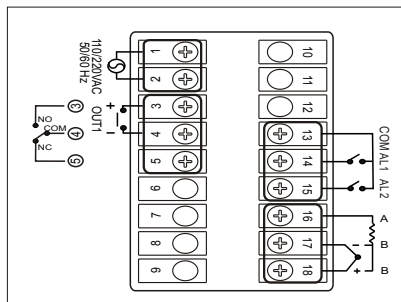 110/220VAC
50/60 Hz
1
2
3
4
5
6
7
8
9
10
11
12
13
14
15
16
17
18
+
OUT1
-
3
NO
COM
4
NC
5
COM AL1 AL2
A
- B
+ B